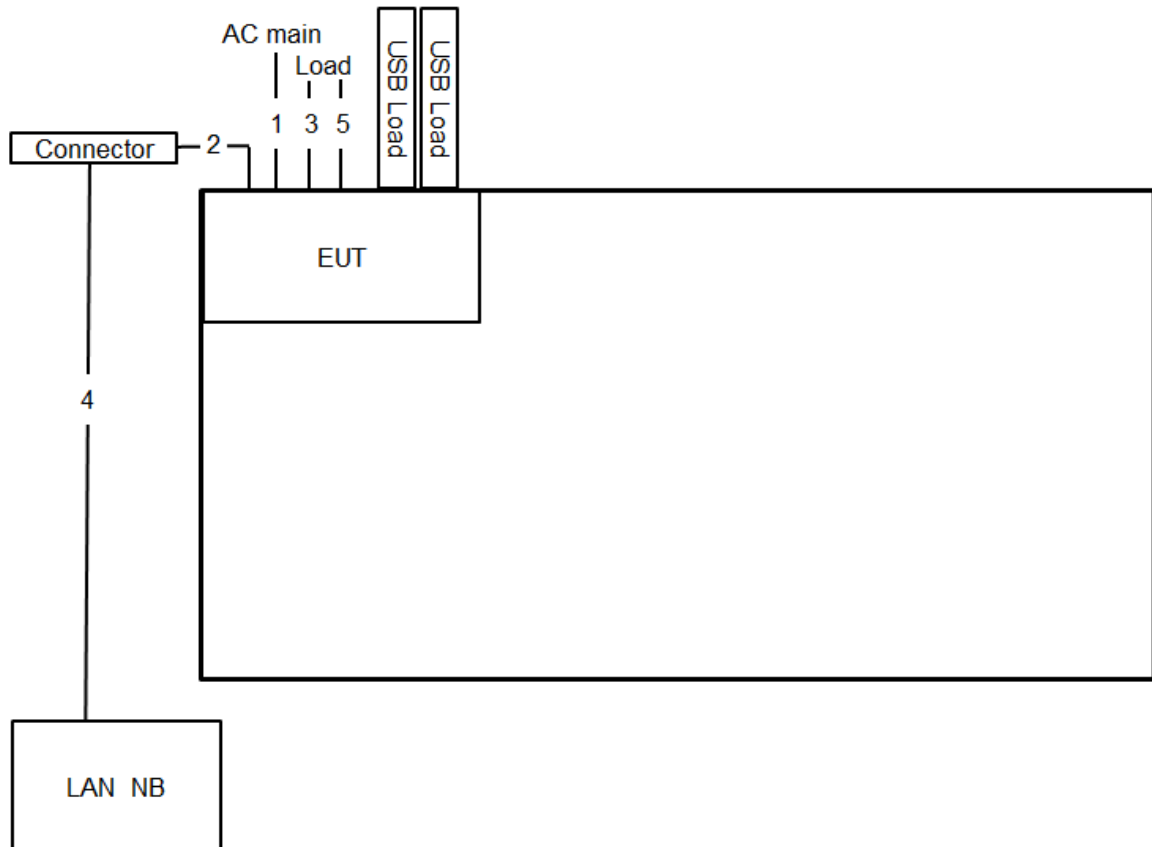 AC main
Load
USB Load
USB Load
1
3
5
Connector
2
EUT
4
LAN NB